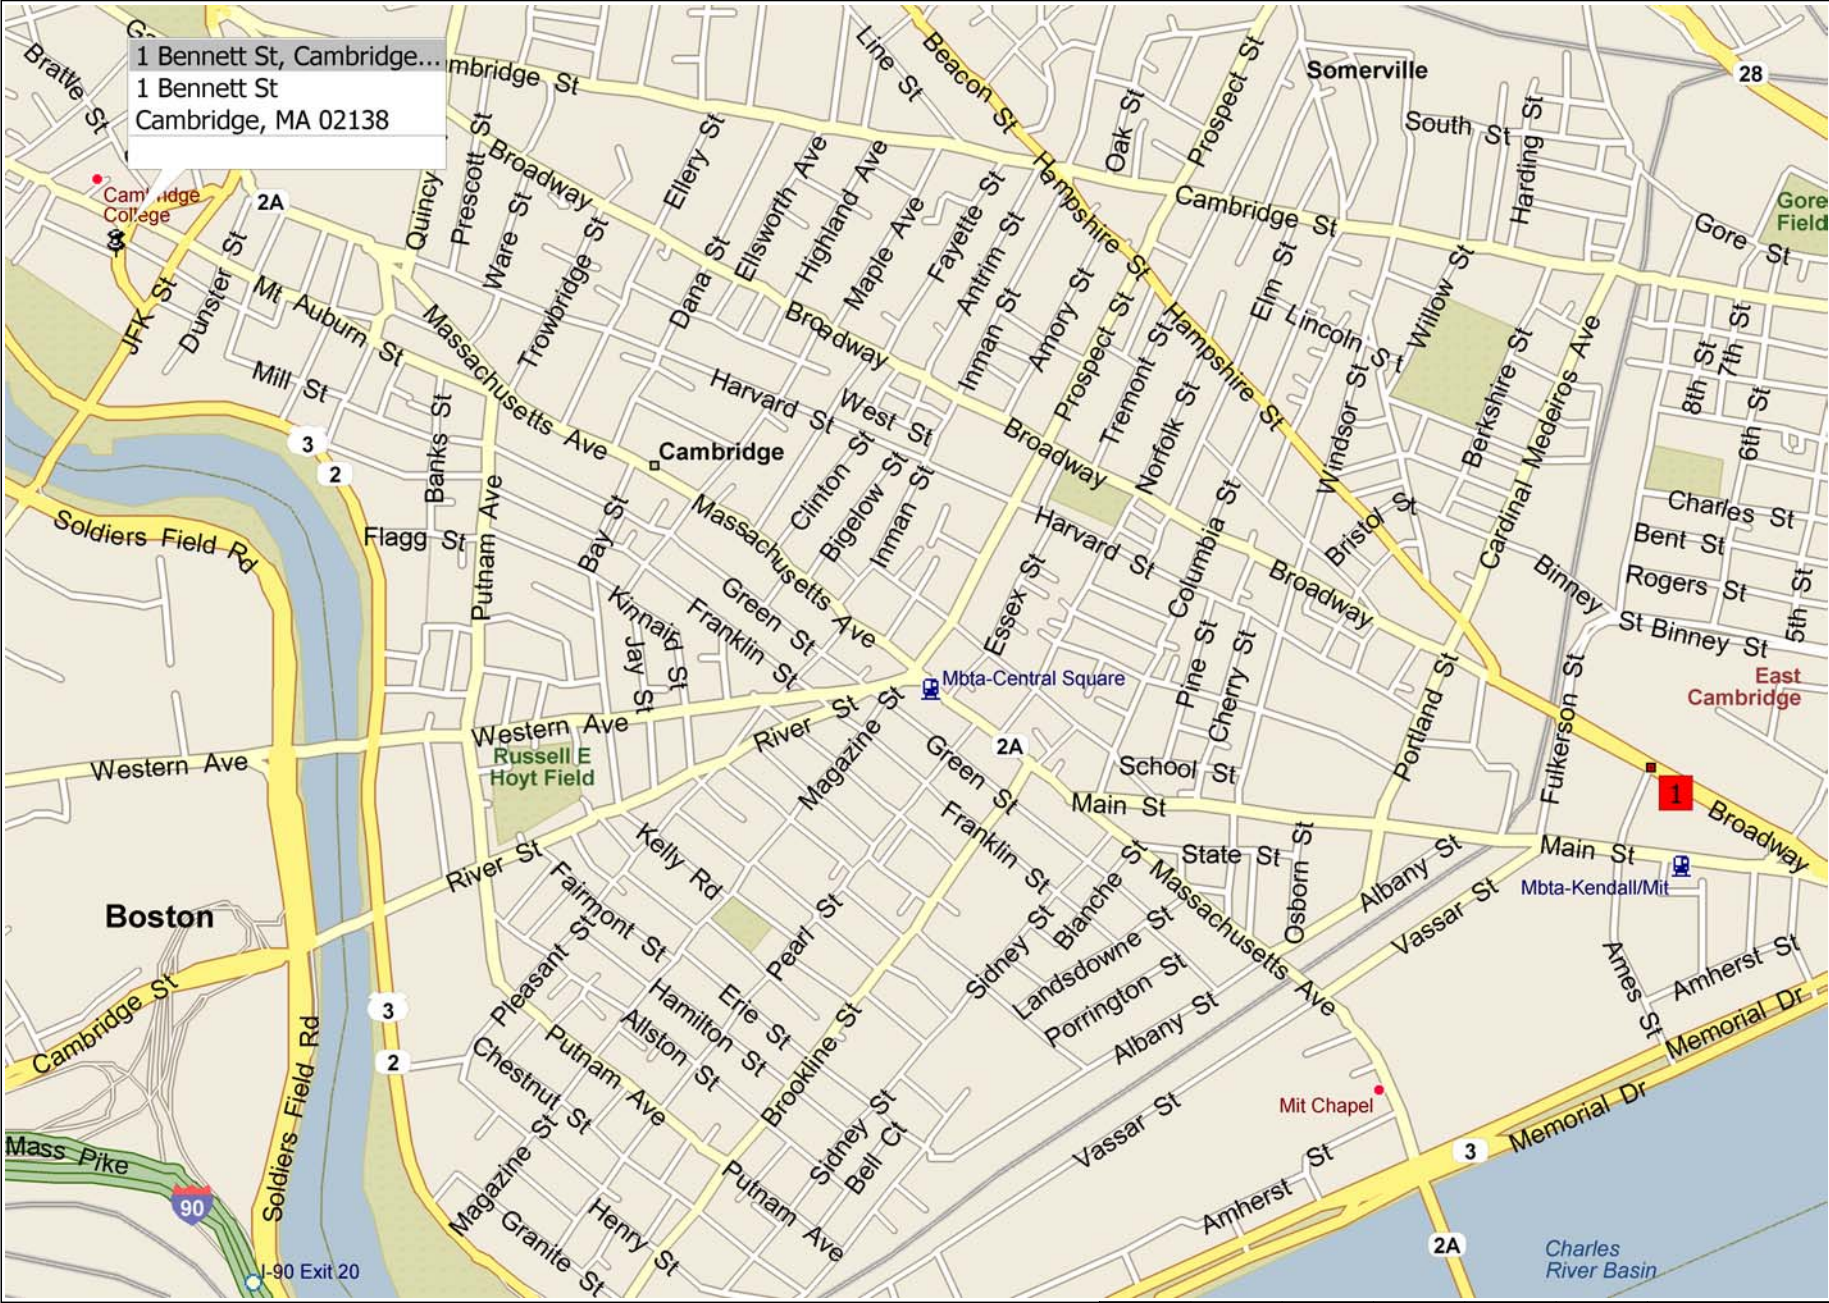 1 Bennett St, Cambridge...
1 Bennett St
Cambridge, MA 02138
Brattle St
mbridge St
Line St
Beacon St
Prospect St
Somerville
28
Oak St
South St
Harding St
Gore Field
Gore St
Cambridge College
2A
Quincy
Prescott St
Broadway
Ware St
Ellery St
Trowbridge St
Ellsworth Ave
Highland Ave
Maple Ave
Dana St
Fayette St
Antrim St
Hampshire St
Cambridge St
Elm St
Willow St
Lincoln St
JFK St
Dunster St
Mt Auburn St
Massachusetts Ave
Broadway
Inman St
Amory St
Prospect St
Tremont St
Hampshire St
Norfolk St
Windsor St
Berkshire St
Cardinal Medeiros Ave
8th St
7th St
6th St
Mill St
Banks St
3
2
Harvard St
West St
Cambridge
Clinton St
Bigelow St
Inman St
Broadway
Columbia St
Bristol St
Charles St
Bent St
Rogers St
Binney St
Binney St
5th St
Soldiers Field Rd
Flagg St
Putnam Ave
Bay St
Massachusetts Ave
Green St
Franklin St
Kinnaird St
Jay St
Harvard St
Essex St
Broadway
Pine St
Cherry St
Portland St
Fulkerson St
East Cambridge
Mbta-Central Square
Western Ave
Western Ave
Russell E
Hoyt Field
River St
Magazine St
2A
Green St
School St
Main St
1
Broadway
Franklin St
State St
Osborn St
Main St
Mbta-Kendall/Mit
Albany St
Vassar St
River St
Kelly Rd
Fairmont St
Pearl St
Blanche St
Massachusetts Ave
Boston
Pleasant St
Sidney St
Landsdowne St
Porrington St
Albany St
Ames St
Amherst St
Memorial Dr
Cambridge St
3
2
Hamilton St
Erie St
Allston St
Putnam Ave
Chestnut St
Brookline St
Soldiers Field Rd
Mit Chapel
Memorial Dr
3
Mass Pike
90
Vassar St
Sidney St
Bell Ct
Putnam Ave
Magazine St
Granite St
Henry St
Amherst St
2A
Charles
River Basin
I-90 Exit 20